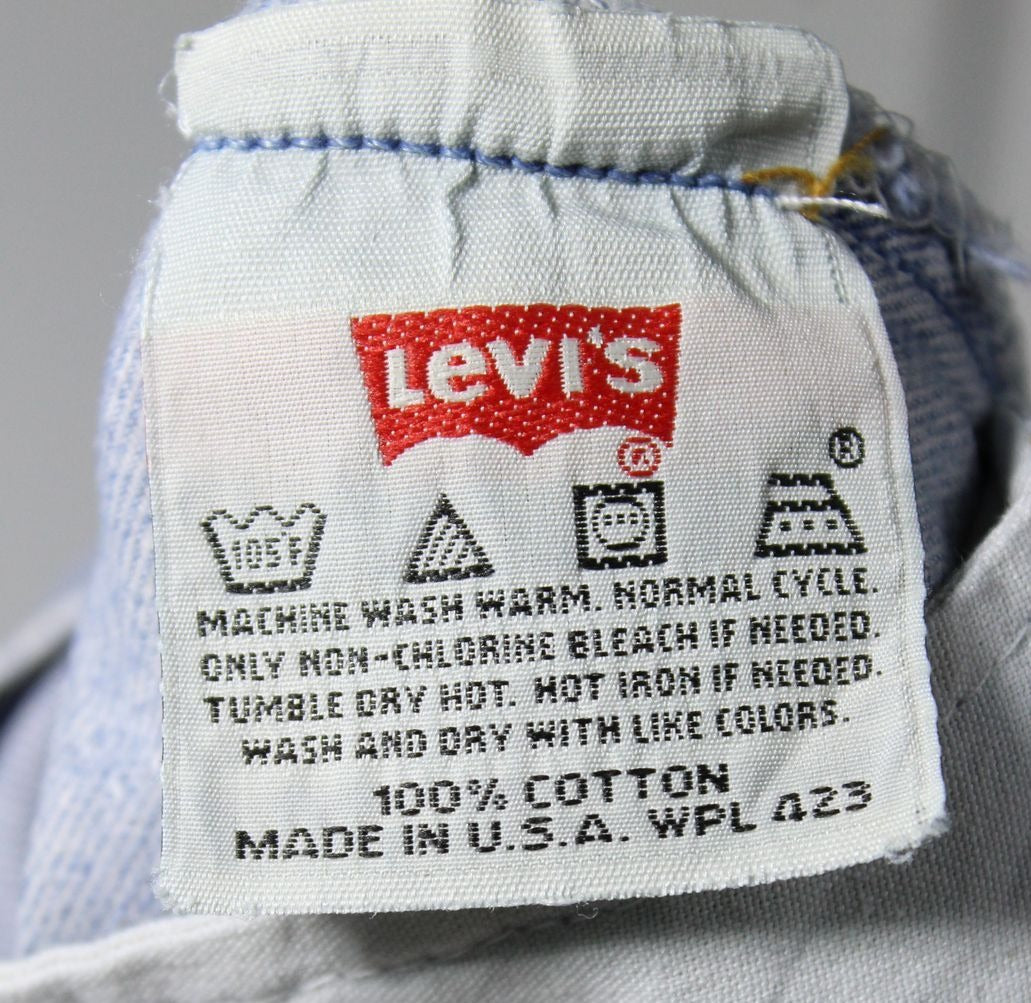 LEVI'S
®
®
105F
MACHINE WASH WARM. NORMAL CYCLE.
ONLY NON-CHLORINE BLEACH IF NEEDED.
TUMBLE DRY HOT. HOT IRON IF NEEDED.
WASH AND DRY WITH LIKE COLORS.
100% COTTON
MADE IN U.S.A. WPL 423